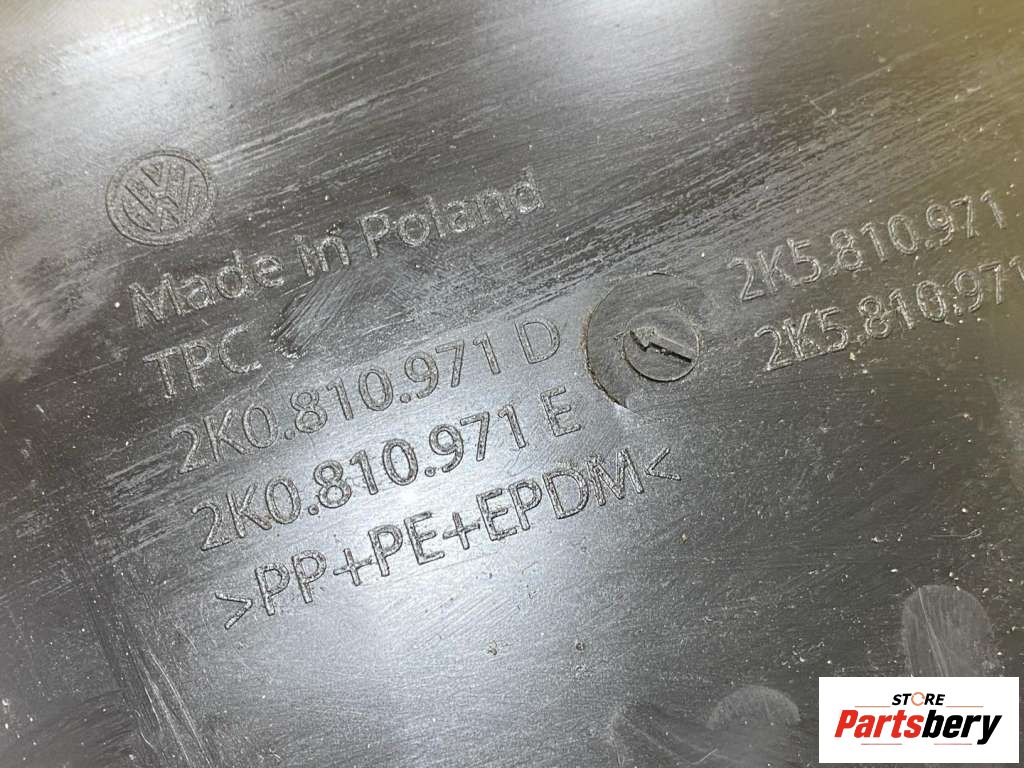 Made in Poland
TPC
2K0.810.971 D
2K0.810.971 E
>PP+PE+EPDM<
2K5.810.971
2K5.810.971
STORE
Partsbery